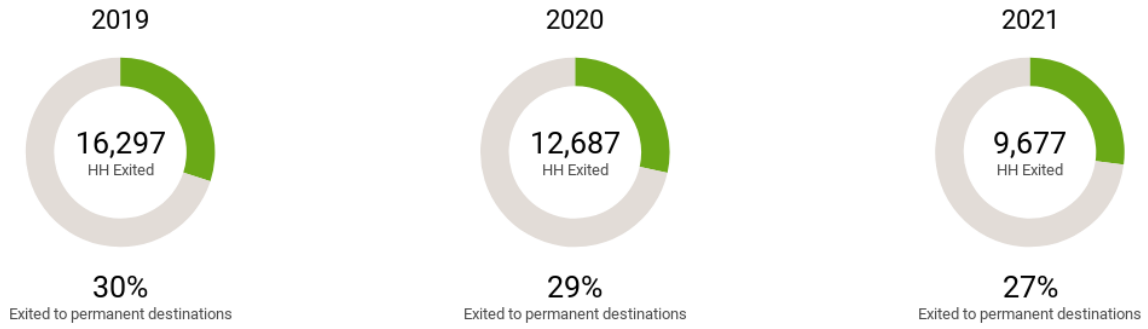 2019
2020
2021
16,297
HH Exited
12,687
HH Exited
9,677
HH Exited
30%
Exited to permanent destinations
29%
Exited to permanent destinations
27%
Exited to permanent destinations